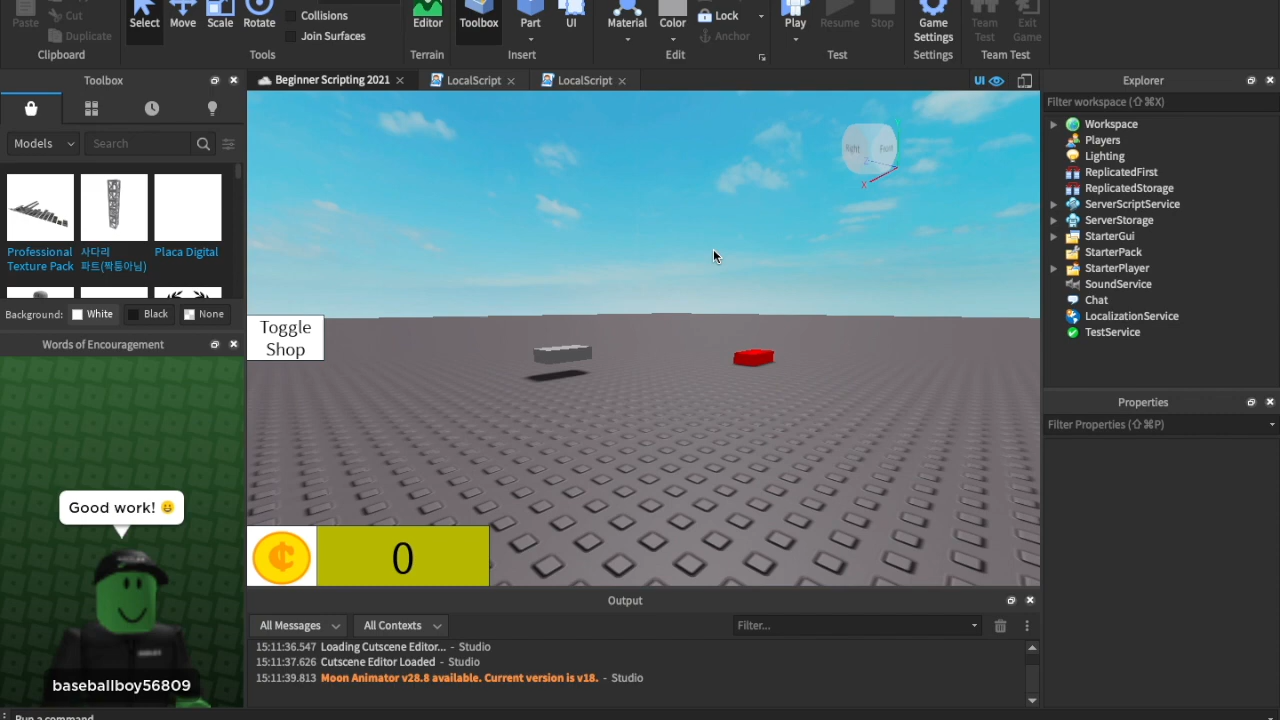 Paste
Cut
Duplicate
Clipboard
Select
Move
Scale
Rotate
Collisions
Join Surfaces
Tools
Editor
Terrain
Toolbox
Part
UI
Insert
Material
Color
Lock
Anchor
Edit
Play
Resume
Stop
Test
Game
Settings
Settings
Team
Test
Exit
Game
Team Test
Toolbox
Models
Search
Professional
Texture Pack
사다리
파트(짝퉁아님)
Placa Digital
Background:
White
Black
None
Words of Encouragement
Good work! 😃
baseballboy56809
Beginner Scripting 2021
LocalScript
LocalScript
UI
Right
Front
Z
X
Toggle
Shop
0
Output
All Messages
All Contexts
Filter...
15:11:36.547 Loading Cutscene Editor... - Studio
15:11:37.626 Cutscene Editor Loaded - Studio
15:11:39.813 Moon Animator v28.8 available. Current version is v18. - Studio
Run a command
Explorer
Filter workspace (⇧⌘X)
Workspace
Players
Lighting
ReplicatedFirst
ReplicatedStorage
ServerScriptService
ServerStorage
StarterGui
StarterPack
StarterPlayer
SoundService
Chat
LocalizationService
TestService
Properties
Filter Properties (⇧⌘P)